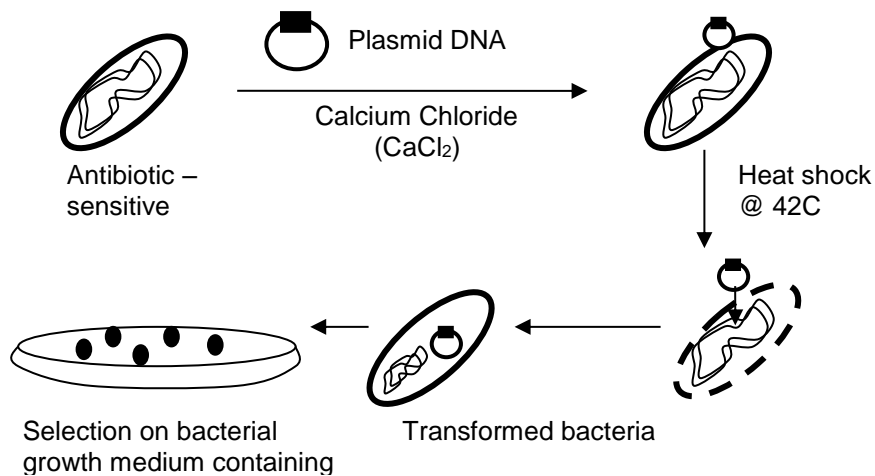 Plasmid DNA
Calcium Chloride
(CaCl₂)
Antibiotic –
sensitive
Heat shock
@ 42C
Transformed bacteria
Selection on bacterial
growth medium containing